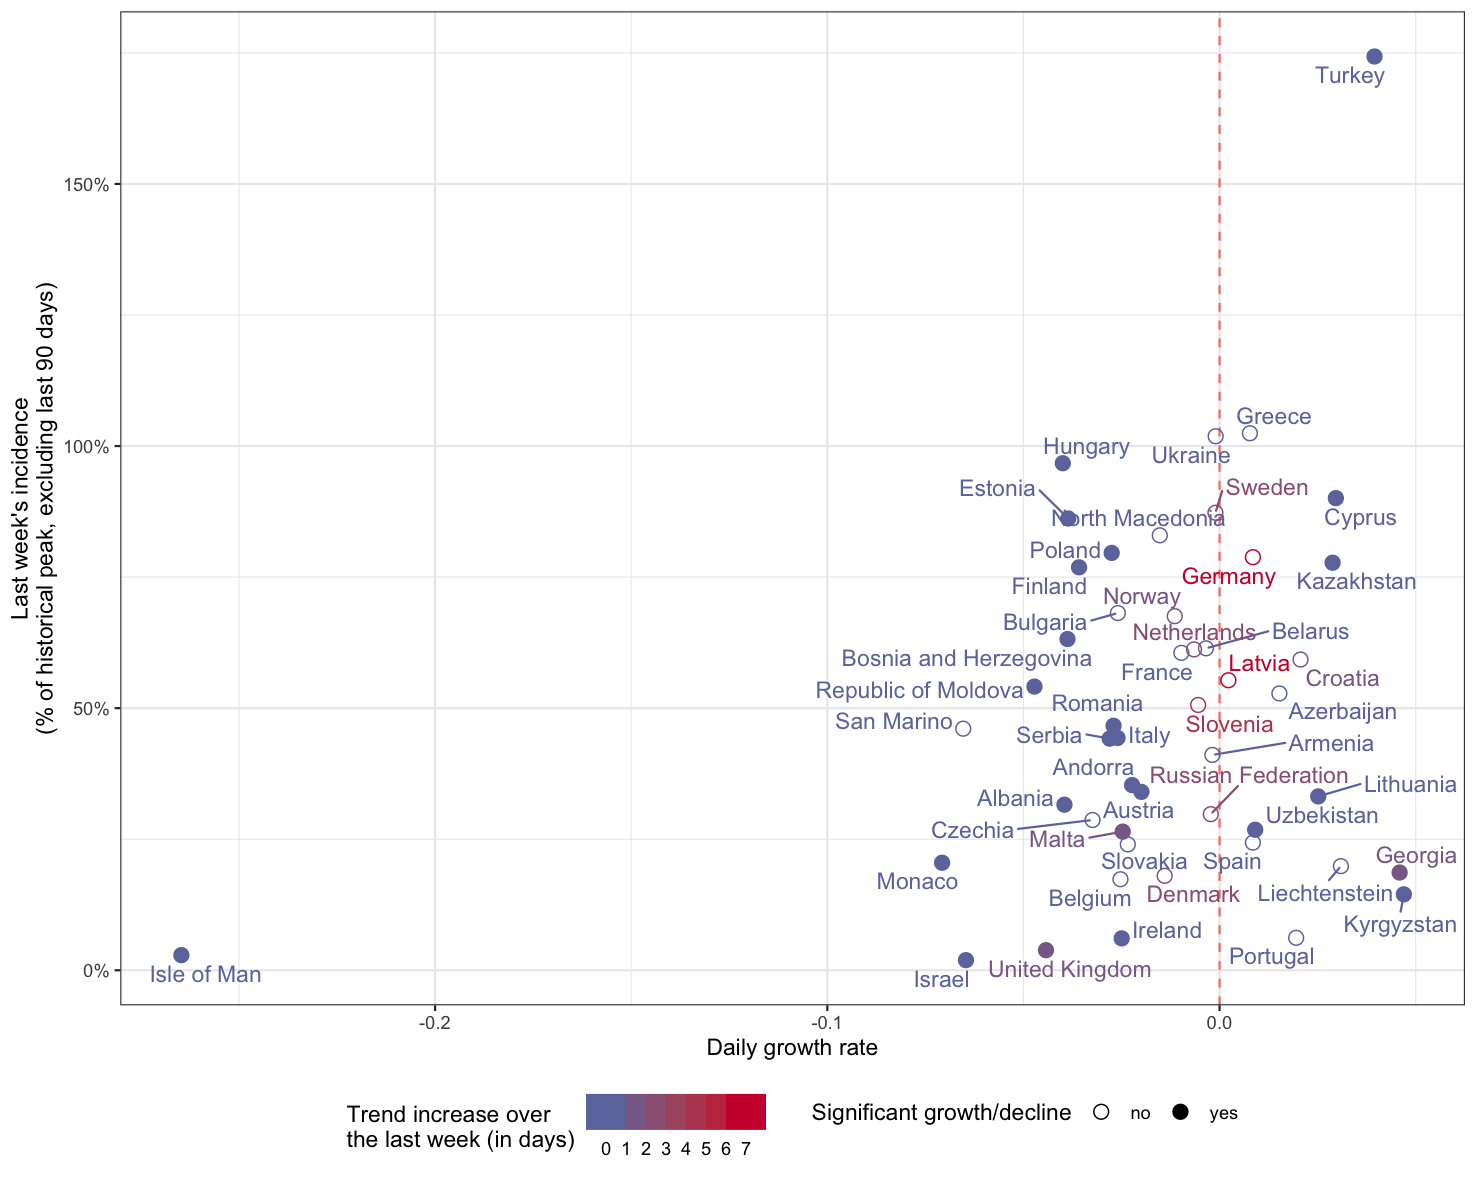 Turkey
150%
Last week's incidence
(% of historical peak, excluding last 90 days)
Greece
100%
Hungary
Ukraine
Estonia
Sweden
North Macedonia
Cyprus
Poland
Germany
Finland
Kazakhstan
Norway
Bulgaria
Netherlands
Belarus
Bosnia and Herzegovina
Latvia
France
Croatia
Republic of Moldova
Romania
50%
Azerbaijan
San Marino
Slovenia
Serbia
Italy
Armenia
Andorra
Russian Federation
Lithuania
Albania
Austria
Uzbekistan
Czechia
Malta
Georgia
Slovakia
Spain
Monaco
Belgium
Denmark
Liechtenstein
Kyrgyzstan
Ireland
Portugal
0%
Isle of Man
Israel
United Kingdom
-0.2
-0.1
0.0
Daily growth rate
Trend increase over
the last week (in days)
0 1 2 3 4 5 6 7
Significant growth/decline
no
yes